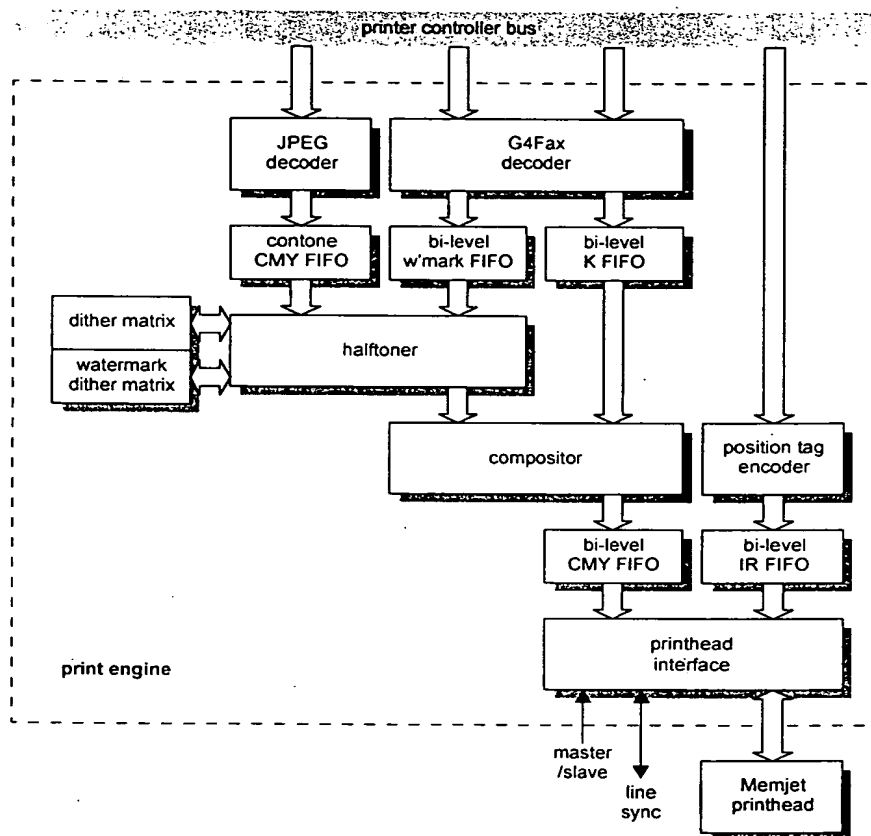 printer controller bus
JPEG
decoder
G4Fax
decoder
contone
CMY FIFO
bi-level
w'mark FIFO
bi-level
K FIFO
dither matrix
watermark
dither matrix
halftoner
compositor
position tag
encoder
bi-level
CMY FIFO
bi-level
IR FIFO
printhead
interface
print engine
master
/slave
line
sync
Memjet
printhead